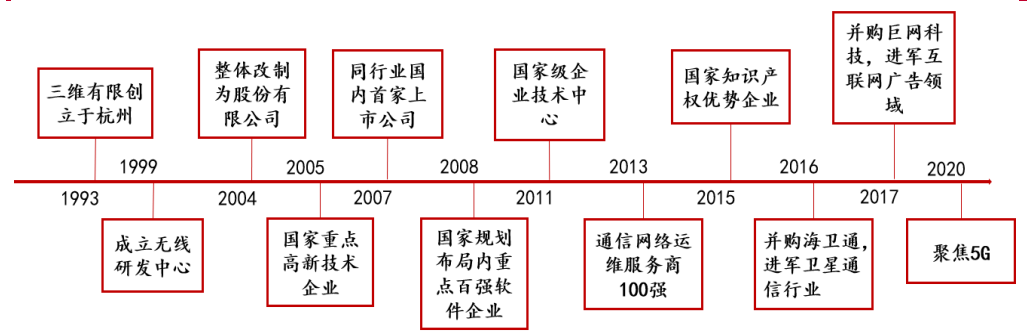 三维有限创
立于杭州
整体改制
为股份有
限公司
同行业国
内首家上
市公司
国家级企
业技术中
心
国家知识产
权优势企业
并购巨网科
技，进军互
联网广告领
域
1999
2005
2008
2013
2016
2020
1993
2004
2007
2011
2015
2017
成立无线
研发中心
国家重点
高新技术
企业
国家规划
布局内重
点百强软
件企业
通信网络运
维服务商
100强
并购海卫通，
进军卫星通
信行业
聚焦5G